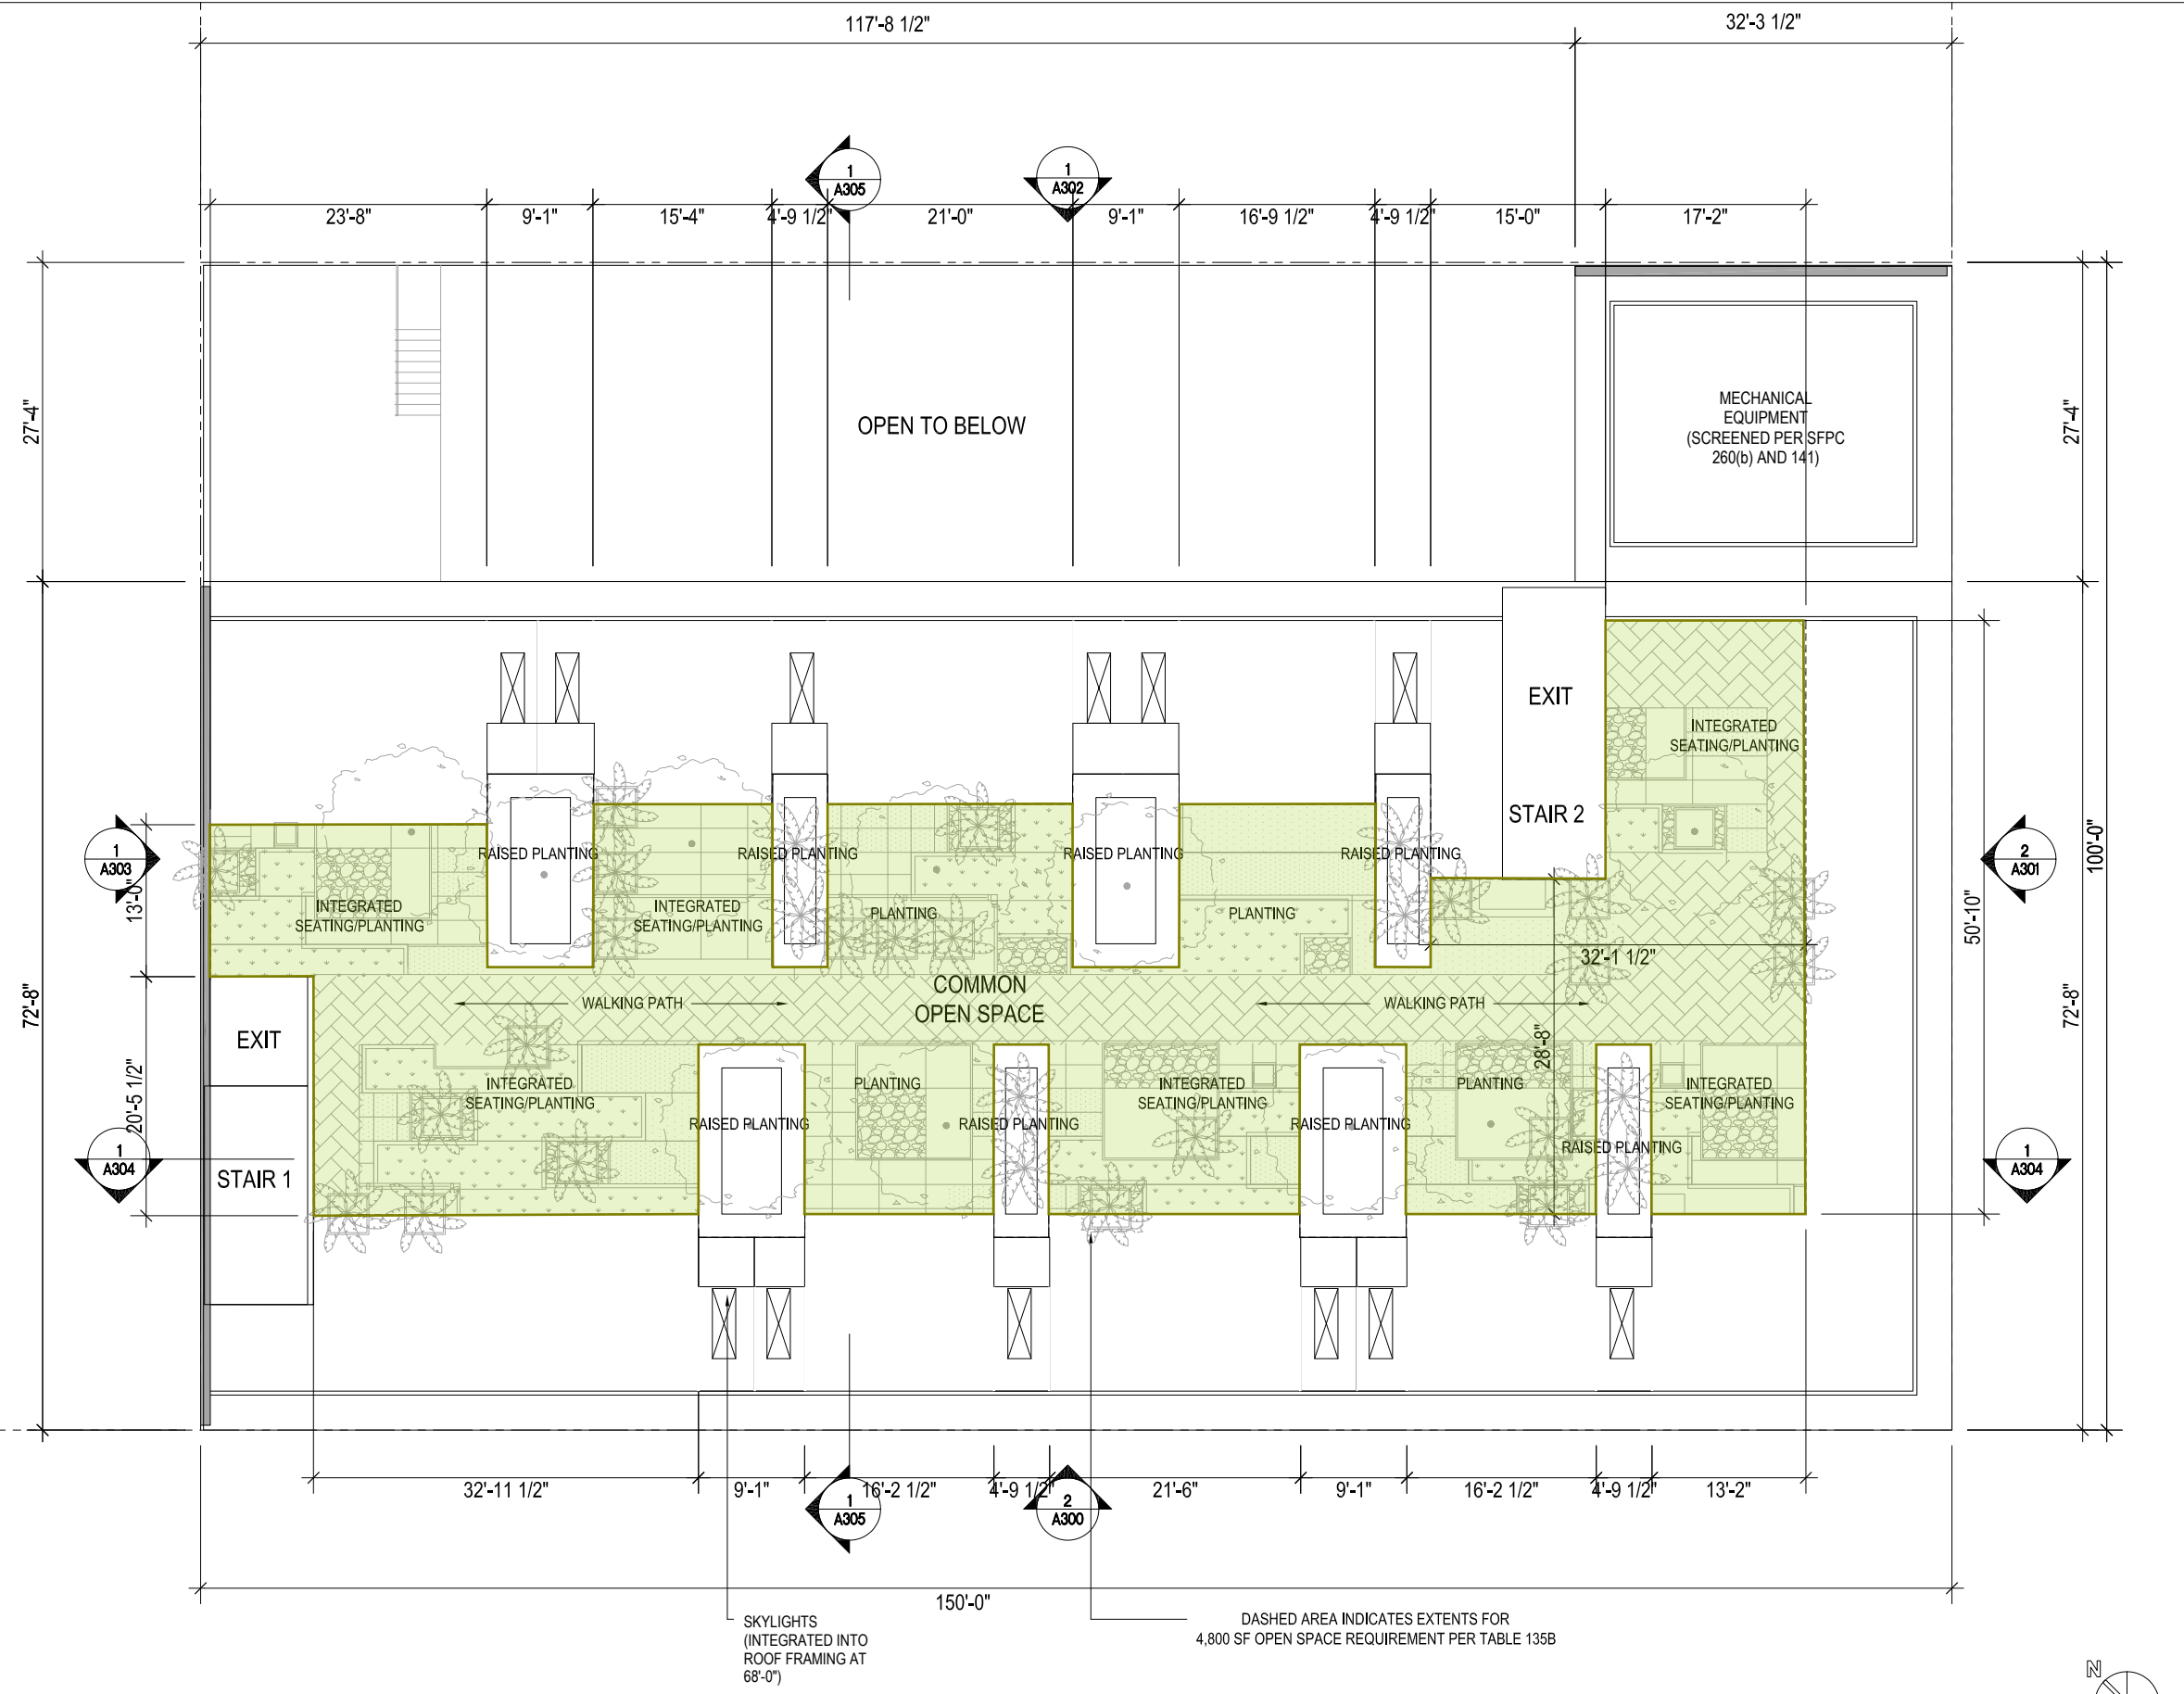 117'-8 1/2"
32'-3 1/2"
1
A305
1
A302
23'-8"
9'-1"
15'-4"
4'-9 1/2"
21'-0"
9'-1"
16'-9 1/2"
4'-9 1/2"
15'-0"
17'-2"
27'-4"
OPEN TO BELOW
MECHANICAL
EQUIPMENT
(SCREENED PER SFPC
260(b) AND 141)
27'-4"
EXIT
STAIR 2
INTEGRATED
SEATING/PLANTING
1
A303
13'-0"
RAISED PLANTING
RAISED PLANTING
RAISED PLANTING
RAISED PLANTING
2
A301
100'-0"
50'-10"
INTEGRATED
SEATING/PLANTING
INTEGRATED
SEATING/PLANTING
PLANTING
PLANTING
32'-1 1/2"
COMMON
OPEN SPACE
WALKING PATH
WALKING PATH
72'-8"
72'-8"
EXIT
28'-8"
20'-5 1/2"
INTEGRATED
SEATING/PLANTING
PLANTING
INTEGRATED
SEATING/PLANTING
PLANTING
INTEGRATED
SEATING/PLANTING
RAISED PLANTING
RAISED PLANTING
RAISED PLANTING
RAISED PLANTING
1
A304
STAIR 1
1
A304
32'-11 1/2"
9'-1"
16'-2 1/2"
4'-9 1/2"
21'-6"
9'-1"
16'-2 1/2"
4'-9 1/2"
13'-2"
1
A305
2
A300
150'-0"
SKYLIGHTS
(INTEGRATED INTO
ROOF FRAMING AT
68'-0")
DASHED AREA INDICATES EXTENTS FOR
4,800 SF OPEN SPACE REQUIREMENT PER TABLE 135B
N